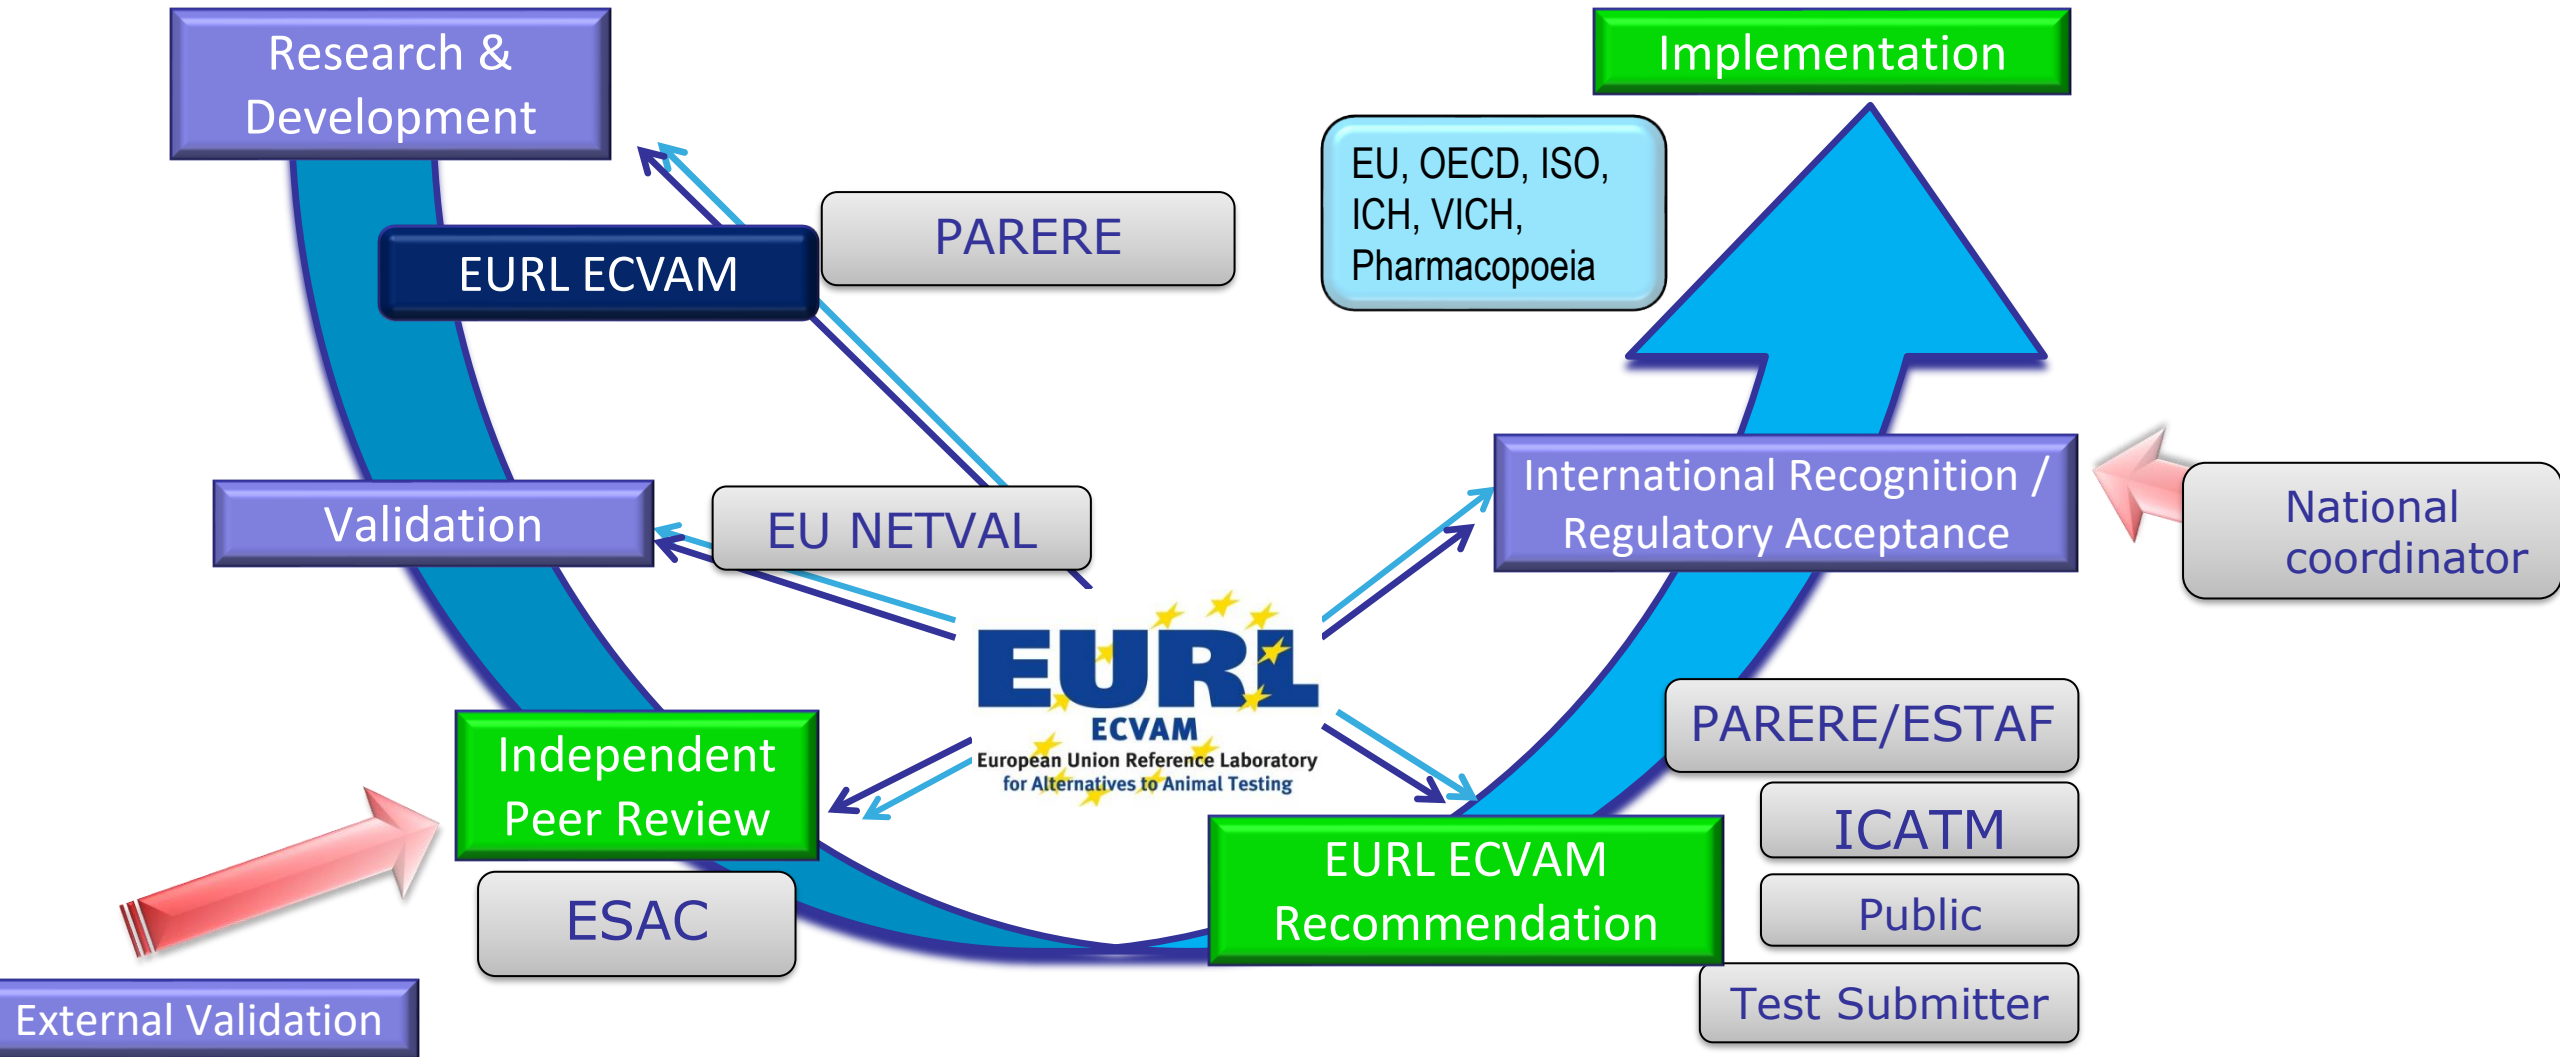 Research &
Development
Implementation
EU, OECD, ISO,
ICH, VICH,
Pharmacopoeia
PARERE
EURL ECVAM
International Recognition /
Regulatory Acceptance
National
coordinator
Validation
EU NETVAL
EURL
ECVAM
European Union Reference Laboratory
for Alternatives to Animal Testing
Independent
Peer Review
ESAC
External Validation
EURL ECVAM
Recommendation
PARERE/ESTAF
ICATM
Public
Test Submitter